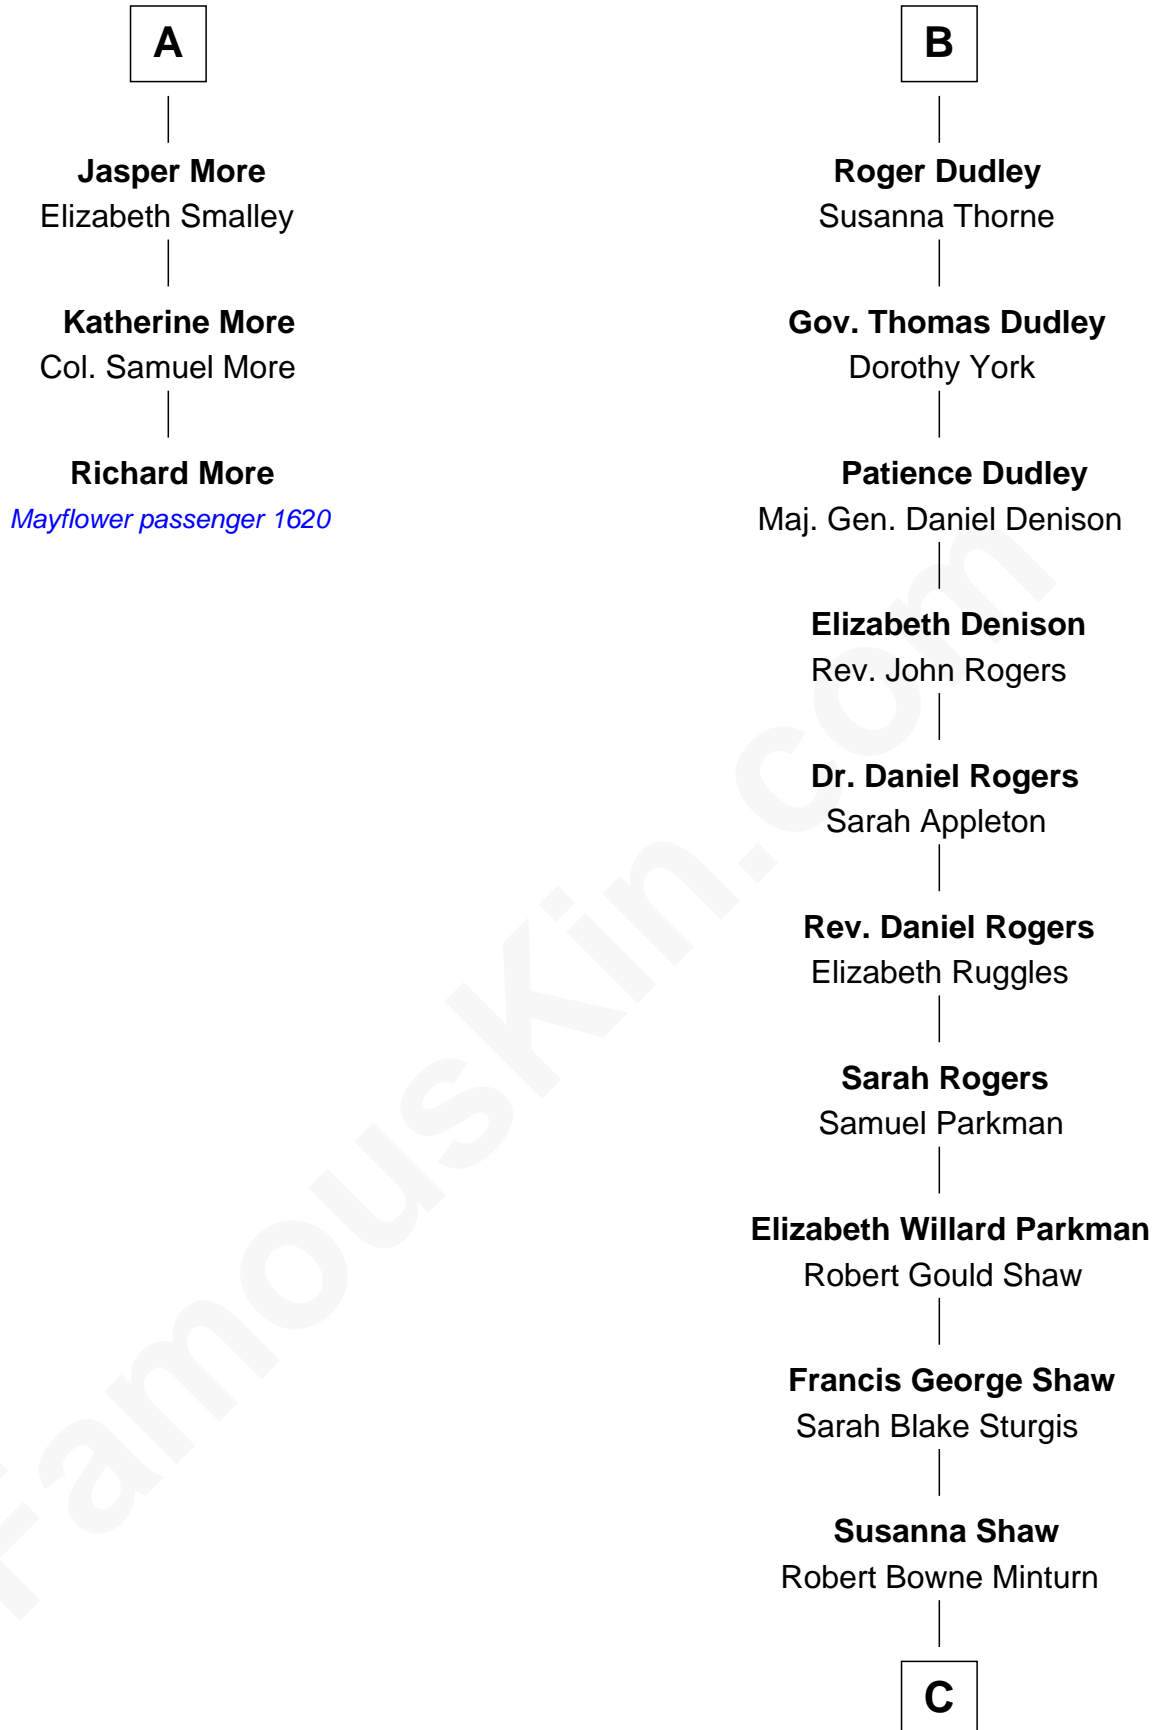 A
Jasper More
Elizabeth Smalley
Katherine More
Col. Samuel More
Richard More
Mayflower passenger 1620
B
Roger Dudley
Susanna Thorne
Gov. Thomas Dudley
Dorothy York
Patience Dudley
Maj. Gen. Daniel Denison
Elizabeth Denison
Rev. John Rogers
Dr. Daniel Rogers
Sarah Appleton
Rev. Daniel Rogers
Elizabeth Ruggles
Sarah Rogers
Samuel Parkman
Elizabeth Willard Parkman
Robert Gould Shaw
Francis George Shaw
Sarah Blake Sturgis
Susanna Shaw
Robert Bowne Minturn
C
FamousKin.com